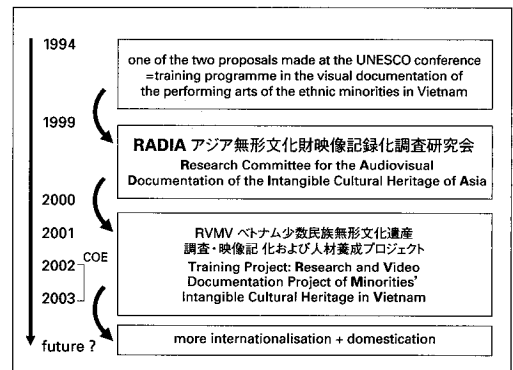 1994
one of the two proposals made at the UNESCO conference
=training programme in the visual documentation of
the performing arts of the ethnic minorities in Vietnam
1999
RADIA アジア無形文化財映像記録化調査研究会
Research Committee for the Audiovisual
Documentation of the Intangible Cultural Heritage of Asia
2000
2001
2002
COE
2003
RVMV ベトナム少数民族無形文化遺産
調査・映像記 化および人材養成プロジェクト
Training Project: Research and Video
Documentation Project of Minorities'
Intangible Cultural Heritage in Vietnam
future ?
more internationalisation + domestication